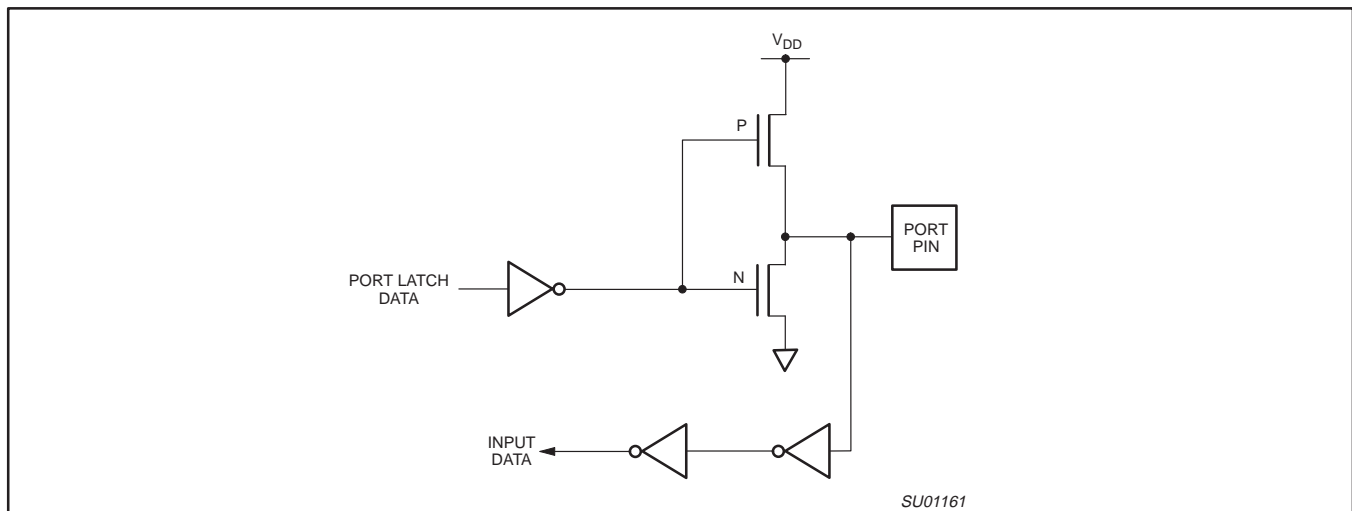 VDD
P
PORT
PIN
N
PORT LATCH
DATA
INPUT
DATA
SU01161